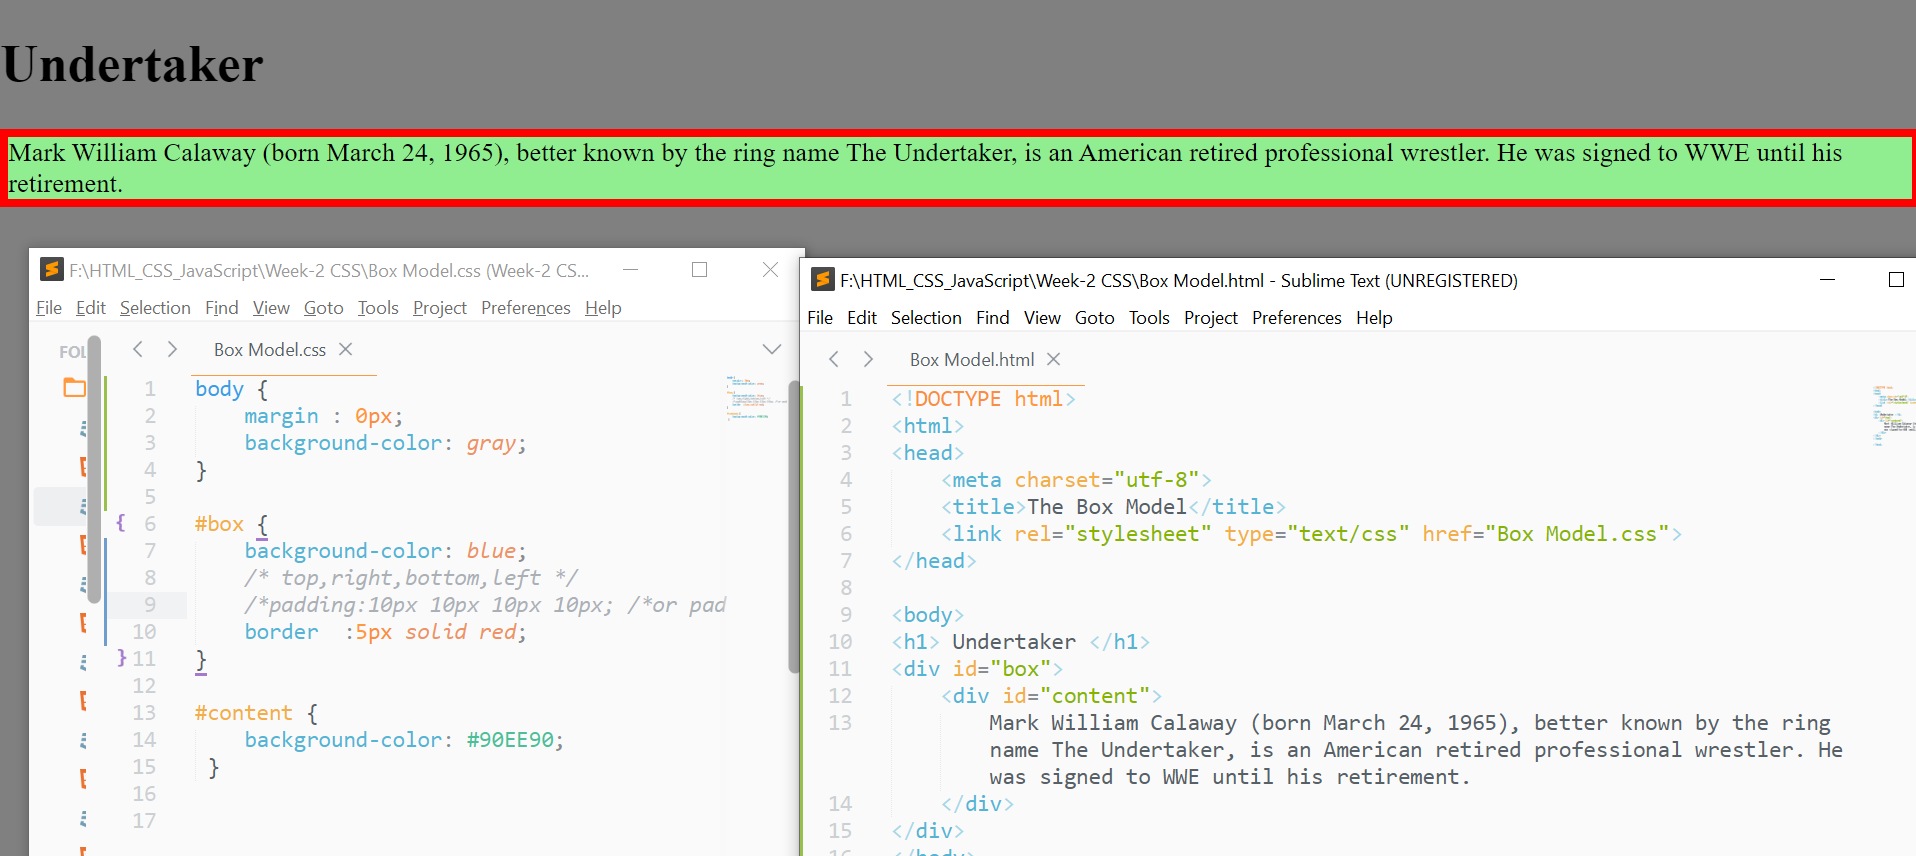 Undertaker
Mark William Calaway (born March 24, 1965), better known by the ring name The Undertaker, is an American retired professional wrestler. He was signed to WWE until his
retirement.
F:\HTML_CSS_JavaScript\Week-2 CSS\Box Model.css (Week-2 CS...
File Edit Selection Find View Goto Tools Project Preferences Help
FOL
Box Model.css
1 body {
2 margin : 0px;
3 background-color: gray;
4 }
5
6 #box {
7 background-color: blue;
8 /* top,right,bottom,left */
9 /*padding:10px 10px 10px 10px; /*or pad
10 border  :5px solid red;
11 }
12
13 #content {
14 background-color: #90EE90;
15 }
16
17
F:\HTML_CSS_JavaScript\Week-2 CSS\Box Model.html - Sublime Text (UNREGISTERED)
File Edit Selection Find View Goto Tools Project Preferences Help
Box Model.html
1 <!DOCTYPE html>
2 <html>
3 <head>
4 <meta charset="utf-8">
5 <title>The Box Model</title>
6 <link rel="stylesheet" type="text/css" href="Box Model.css">
7 </head>
8
9 <body>
10 <h1> Undertaker </h1>
11 <div id="box">
12 <div id="content">
13 Mark William Calaway (born March 24, 1965), better known by the ring
name The Undertaker, is an American retired professional wrestler. He
was signed to WWE until his retirement.
14 </div>
15 </div>
16 </body>